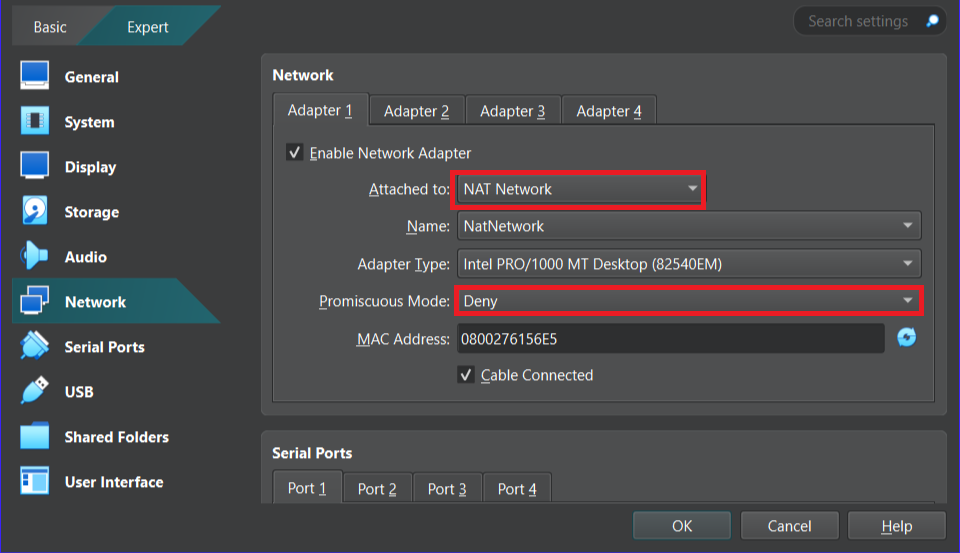 Basic Expert Search settings
General
System
Display
Storage
Audio
Network
Serial Ports
USB
Shared Folders
User Interface
Network
Adapter 1 Adapter 2 Adapter 3 Adapter 4
Enable Network Adapter
Attached to: NAT Network
Name: NatNetwork
Adapter Type: Intel PRO/1000 MT Desktop (82540EM)
Promiscuous Mode: Deny
MAC Address: 0800276156E5
Cable Connected
Serial Ports
Port 1 Port 2 Port 3 Port 4
OK Cancel Help